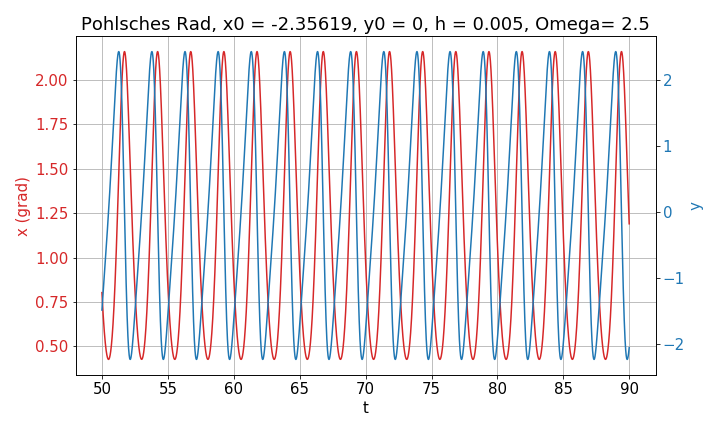 Pohlsches Rad, x0 = -2.35619, y0 = 0, h = 0.005, Omega= 2.5
2.00
1.75
1.50
1.25
1.00
0.75
0.50
x (grad)
2
1
0
−1
−2
y
50 55 60 65 70 75 80 85 90
t